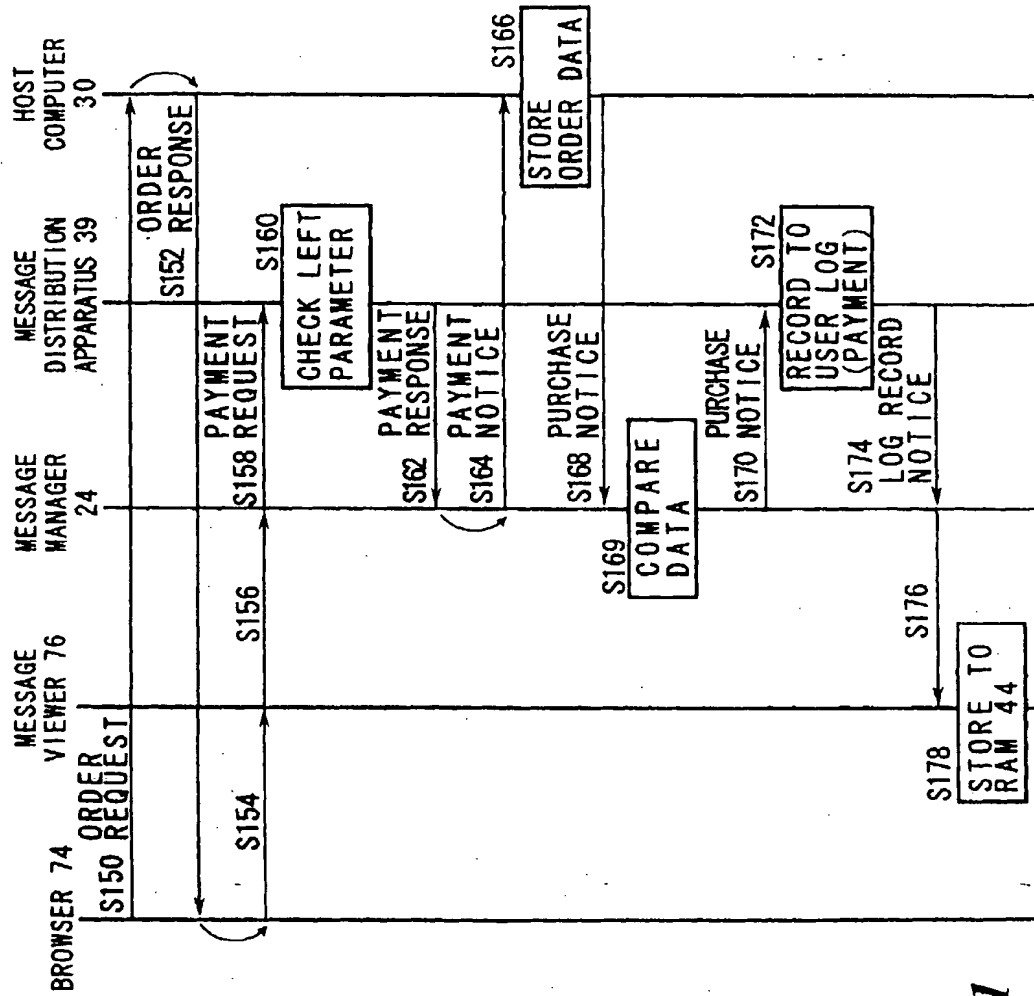 BROWSER 74
MESSAGE
VIEWER 76
MESSAGE
MANAGER
24
MESSAGE
DISTRIBUTION
APPARATUS 39
HOST
COMPUTER
30
ORDER
S150 REQUEST
ORDER
S152 RESPONSE
S154
S156
PAYMENT
S158 REQUEST
S160
CHECK LEFT
PARAMETER
PAYMENT
S162 RESPONSE
PAYMENT
S164 NOTICE
S166
STORE
ORDER DATA
PURCHASE
S168 NOTICE
S169
COMPARE
DATA
PURCHASE
S170 NOTICE
S172
RECORD TO
USER LOG
(PAYMENT)
S174
LOG RECORD
NOTICE
S176
S178
STORE TO
RAM 44